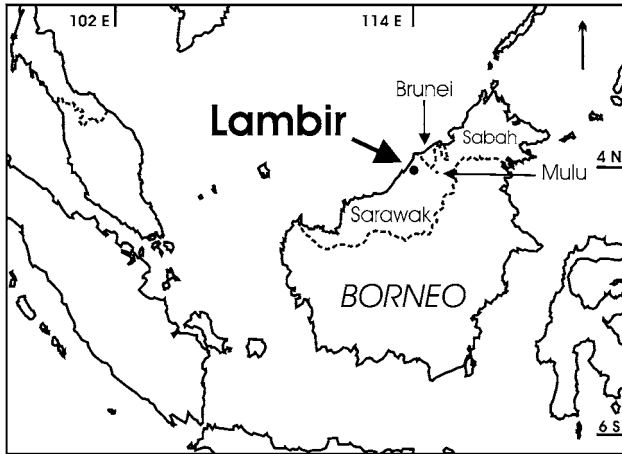 102 E
114 E
Brunei
Lambir
Sabah
4 N
Mulu
Sarawak
BORNEO
6 S